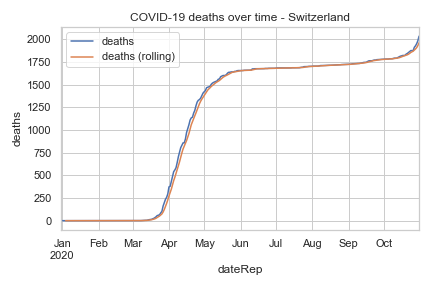 COVID-19 deaths over time - Switzerland
deaths
deaths (rolling)
2000
1750
1500
1250
1000
750
500
250
0
deaths
Jan Feb Mar Apr May Jun Jul Aug Sep Oct
2020
dateRep